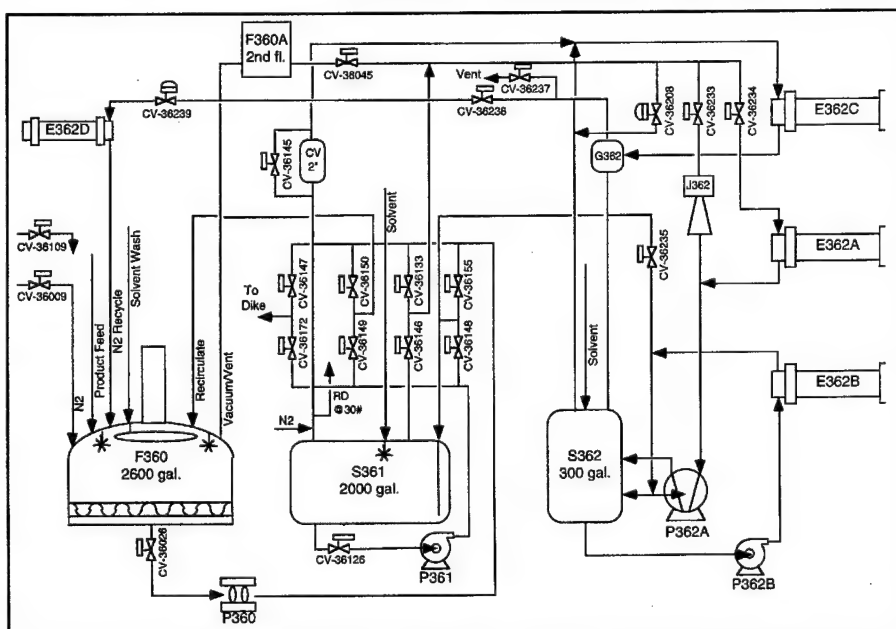 F360A
2nd fl.
CV-36045
Vent
CV-36237
CV-36239
CV-36238
CV-36208
CV-36233
CV-36234
E362C
E362D
CV-36145
CV
2"
G362
J362
Solvent
CV-36109
CV-36009
CV-36147
CV-36150
CV-36133
CV-36155
CV-36235
E362A
To
Dike
CV-36172
CV-36149
CV-36146
CV-36148
N2
Product Feed
N2 Recycle
Solvent Wash
Recirculate
Vacuum/Vent
Solvent
E362B
RD
@30#
N2
F360
2600 gal.
S361
2000 gal.
S362
300 gal.
P362A
CV-36026
CV-36126
P361
P362B
P360